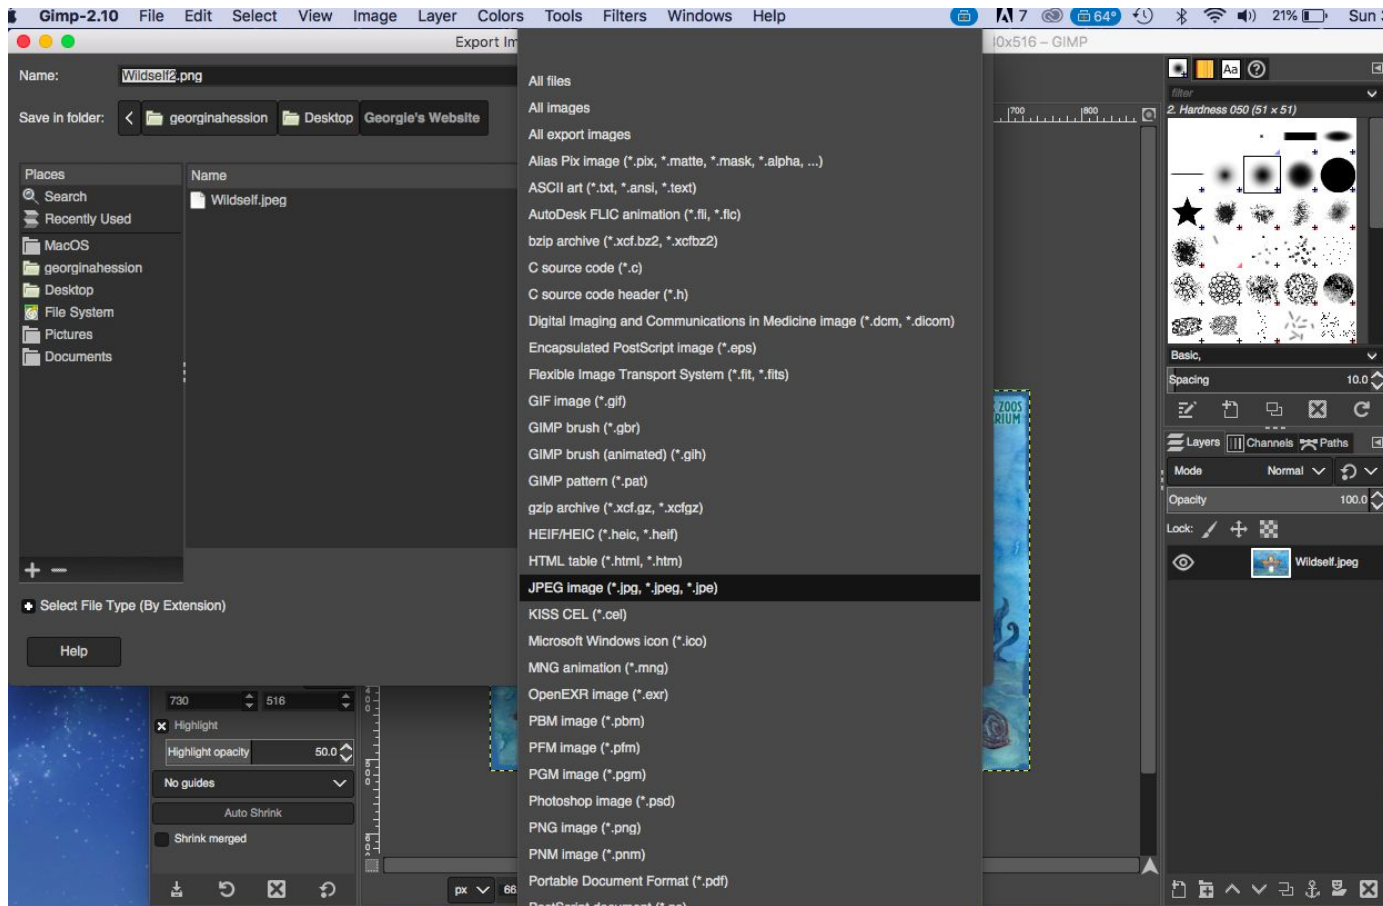 Gimp-2.10 File Edit Select View Image Layer Colors Tools Filters Windows Help 7 64° 21% Sun
Export Im 0x516 – GIMP
Name: Wildself2.png
Save in folder: georginahession Desktop Georgie's Website
Places
Search
Recently Used
MacOS
georginahession
Desktop
File System
Pictures
Documents
Name
Wildself.jpeg
Select File Type (By Extension)
Help
All files
All images
All export images
Alias Pix image (*.pix, *.matte, *.mask, *.alpha, ...)
ASCII art (*.txt, *.ansi, *.text)
AutoDesk FLIC animation (*.fli, *.flc)
bzip archive (*.xcf.bz2, *.xcfbz2)
C source code (*.c)
C source code header (*.h)
Digital Imaging and Communications in Medicine image (*.dcm, *.dicom)
Encapsulated PostScript image (*.eps)
Flexible Image Transport System (*.fit, *.fits)
GIF image (*.gif)
GIMP brush (*.gbr)
GIMP brush (animated) (*.gih)
GIMP pattern (*.pat)
gzip archive (*.xcf.gz, *.xcfgz)
HEIF/HEIC (*.heic, *.heif)
HTML table (*.html, *.htm)
JPEG image (*.jpg, *.jpeg, *.jpe)
KISS CEL (*.cel)
Microsoft Windows icon (*.ico)
MNG animation (*.mng)
OpenEXR image (*.exr)
PBM image (*.pbm)
PFM image (*.pfm)
PGM image (*.pgm)
Photoshop image (*.psd)
PNG image (*.png)
PNM image (*.pnm)
Portable Document Format (*.pdf)
730 516
Highlight
Highlight opacity 50.0
No guides
Auto Shrink
Shrink merged
px 66
700 800
ZOOS
RIUM
Aa
filter
2. Hardness 050 (51 × 51)
Basic,
Spacing 10.0
Layers Channels Paths
Mode Normal
Opacity 100.0
Lock:
Wildself.jpeg